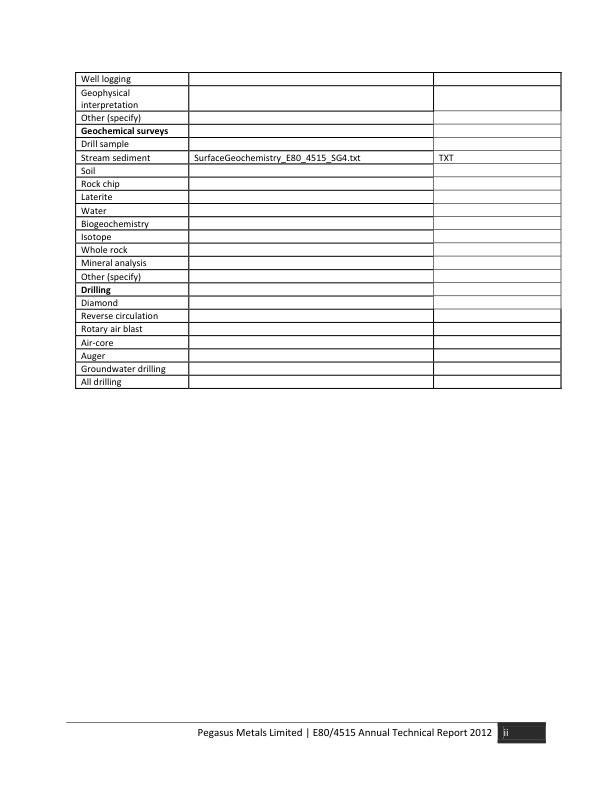 Well logging
Geophysical
interpretation
Other (specify)
Geochemical surveys
Drill sample
Stream sediment SurfaceGeochemistry_E80_4515_SG4.txt TXT
Soil
Rock chip
Laterite
Water
Biogeochemistry
Isotope
Whole rock
Mineral analysis
Other (specify)
Drilling
Diamond
Reverse circulation
Rotary air blast
Air-core
Auger
Groundwater drilling
All drilling
Pegasus Metals Limited | E80/4515 Annual Technical Report 2012 ii